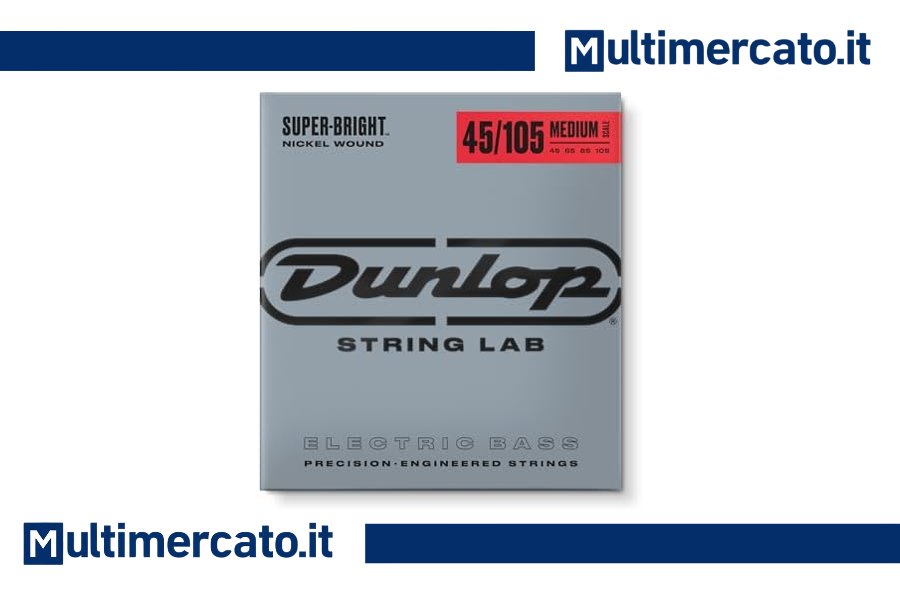 Multimercato.it
SUPER-BRIGHT™
NICKEL WOUND
45/105 MEDIUM SCALE
45 65 85 105
Dunlop®
STRING LAB
ELECTRIC BASS
PRECISION-ENGINEERED STRINGS
Multimercato.it